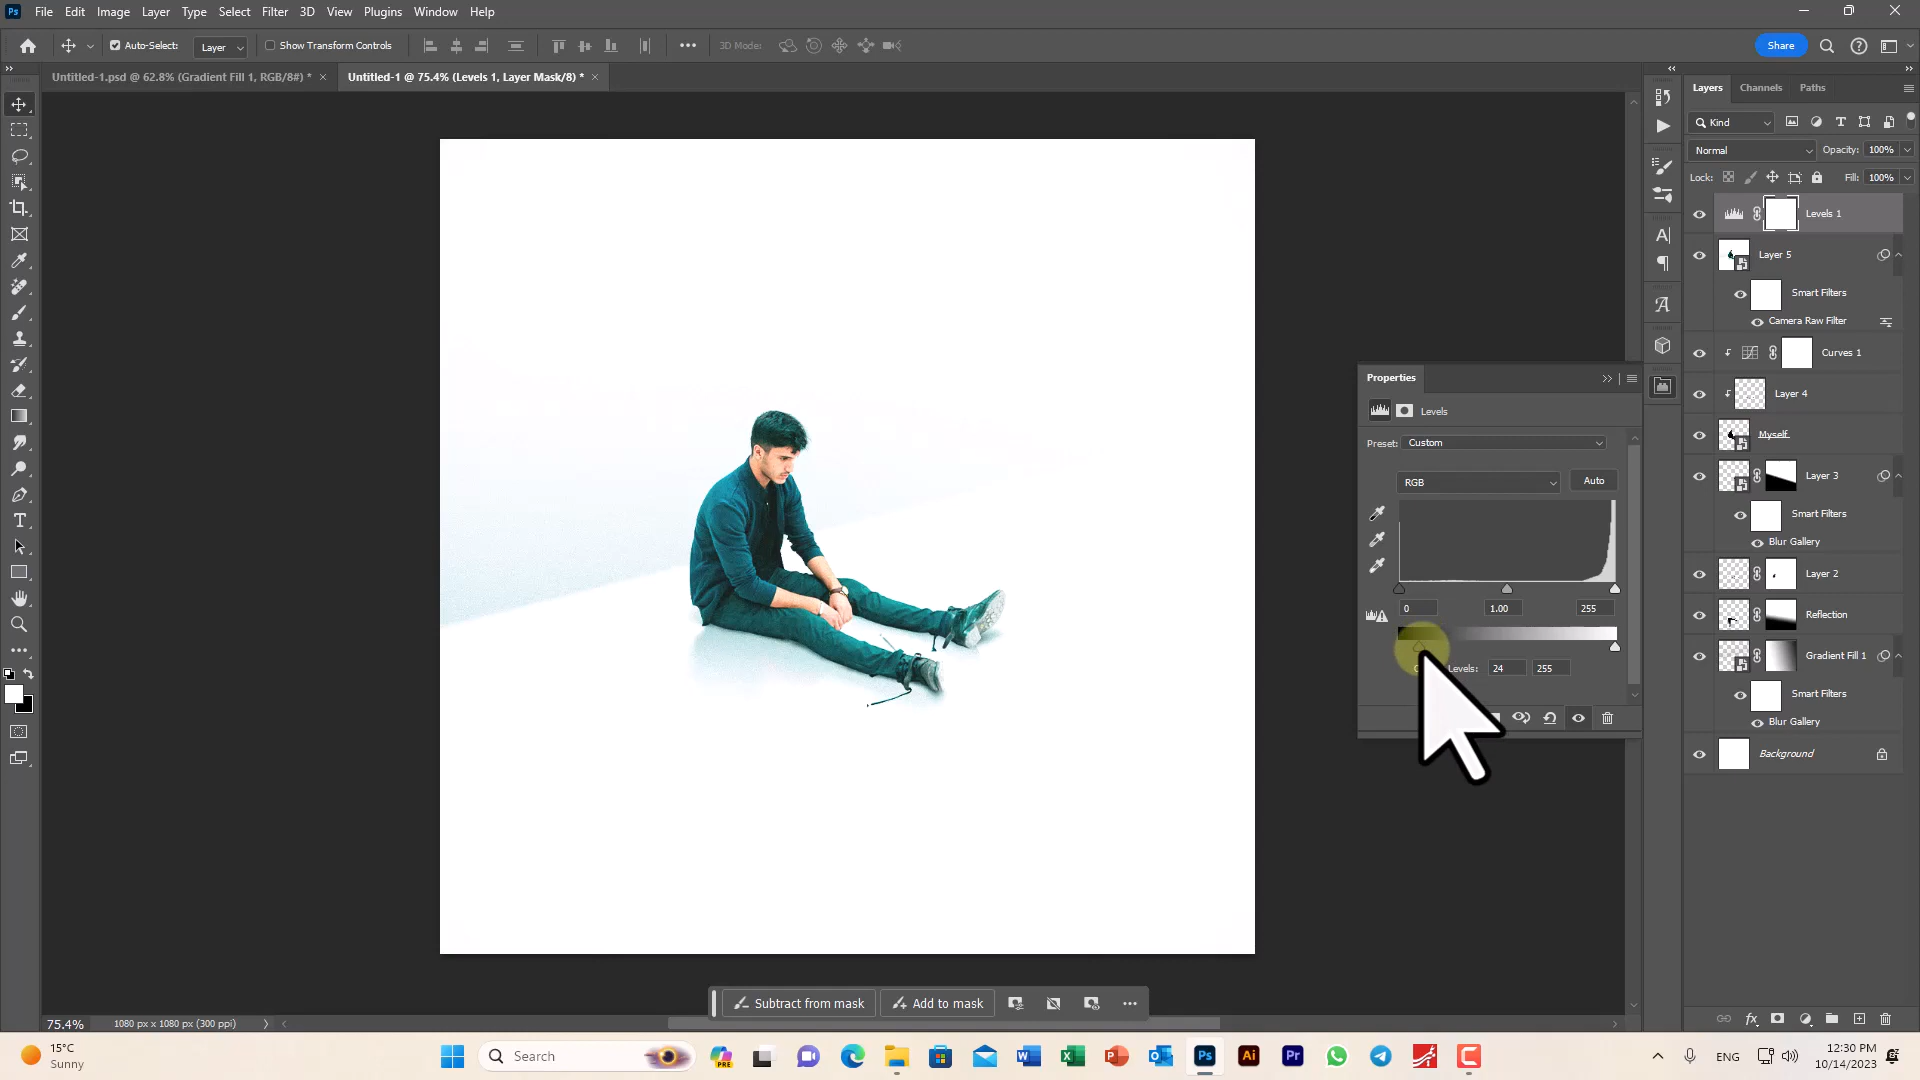 Ps File Edit Image Layer Type Select Filter 3D View Plugins Window Help
Auto-Select: Layer Show Transform Controls 3D Mode: Share
Untitled-1.psd @ 62.8% (Gradient Fill 1, RGB/8#) * Untitled-1 @ 75.4% (Levels 1, Layer Mask/8) *
Layers Channels Paths
Kind
Normal Opacity: 100%
Lock: Fill: 100%
Levels 1
Layer 5
Smart Filters
Camera Raw Filter
Curves 1
Layer 4
Myself
Layer 3
Smart Filters
Blur Gallery
Layer 2
Reflection
Gradient Fill 1
Smart Filters
Blur Gallery
Background
Properties
Levels
Preset: Custom
RGB Auto
0 1.00 255
Levels: 24 255
Subtract from mask Add to mask
75.4% 1080 px x 1080 px (300 ppi)
15°C
Sunny
Search
PRE
Ps Ai Pr
ENG
12:30 PM
10/14/2023